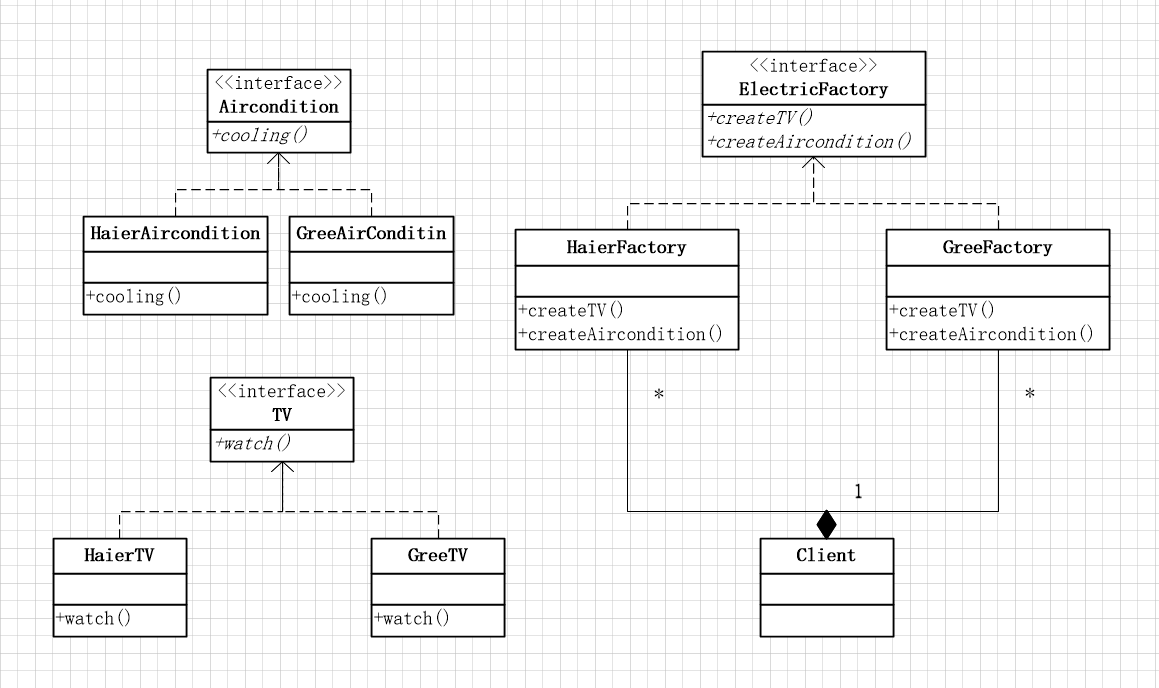 <<interface>>
Aircondition
+cooling()
HaierAircondition
+cooling()
GreeAirConditin
+cooling()
<<interface>>
ElectricFactory
+createTV()
+createAircondition()
HaierFactory
+createTV()
+createAircondition()
GreeFactory
+createTV()
+createAircondition()
<<interface>>
TV
+watch()
HaierTV
+watch()
GreeTV
+watch()
*
*
1
Client